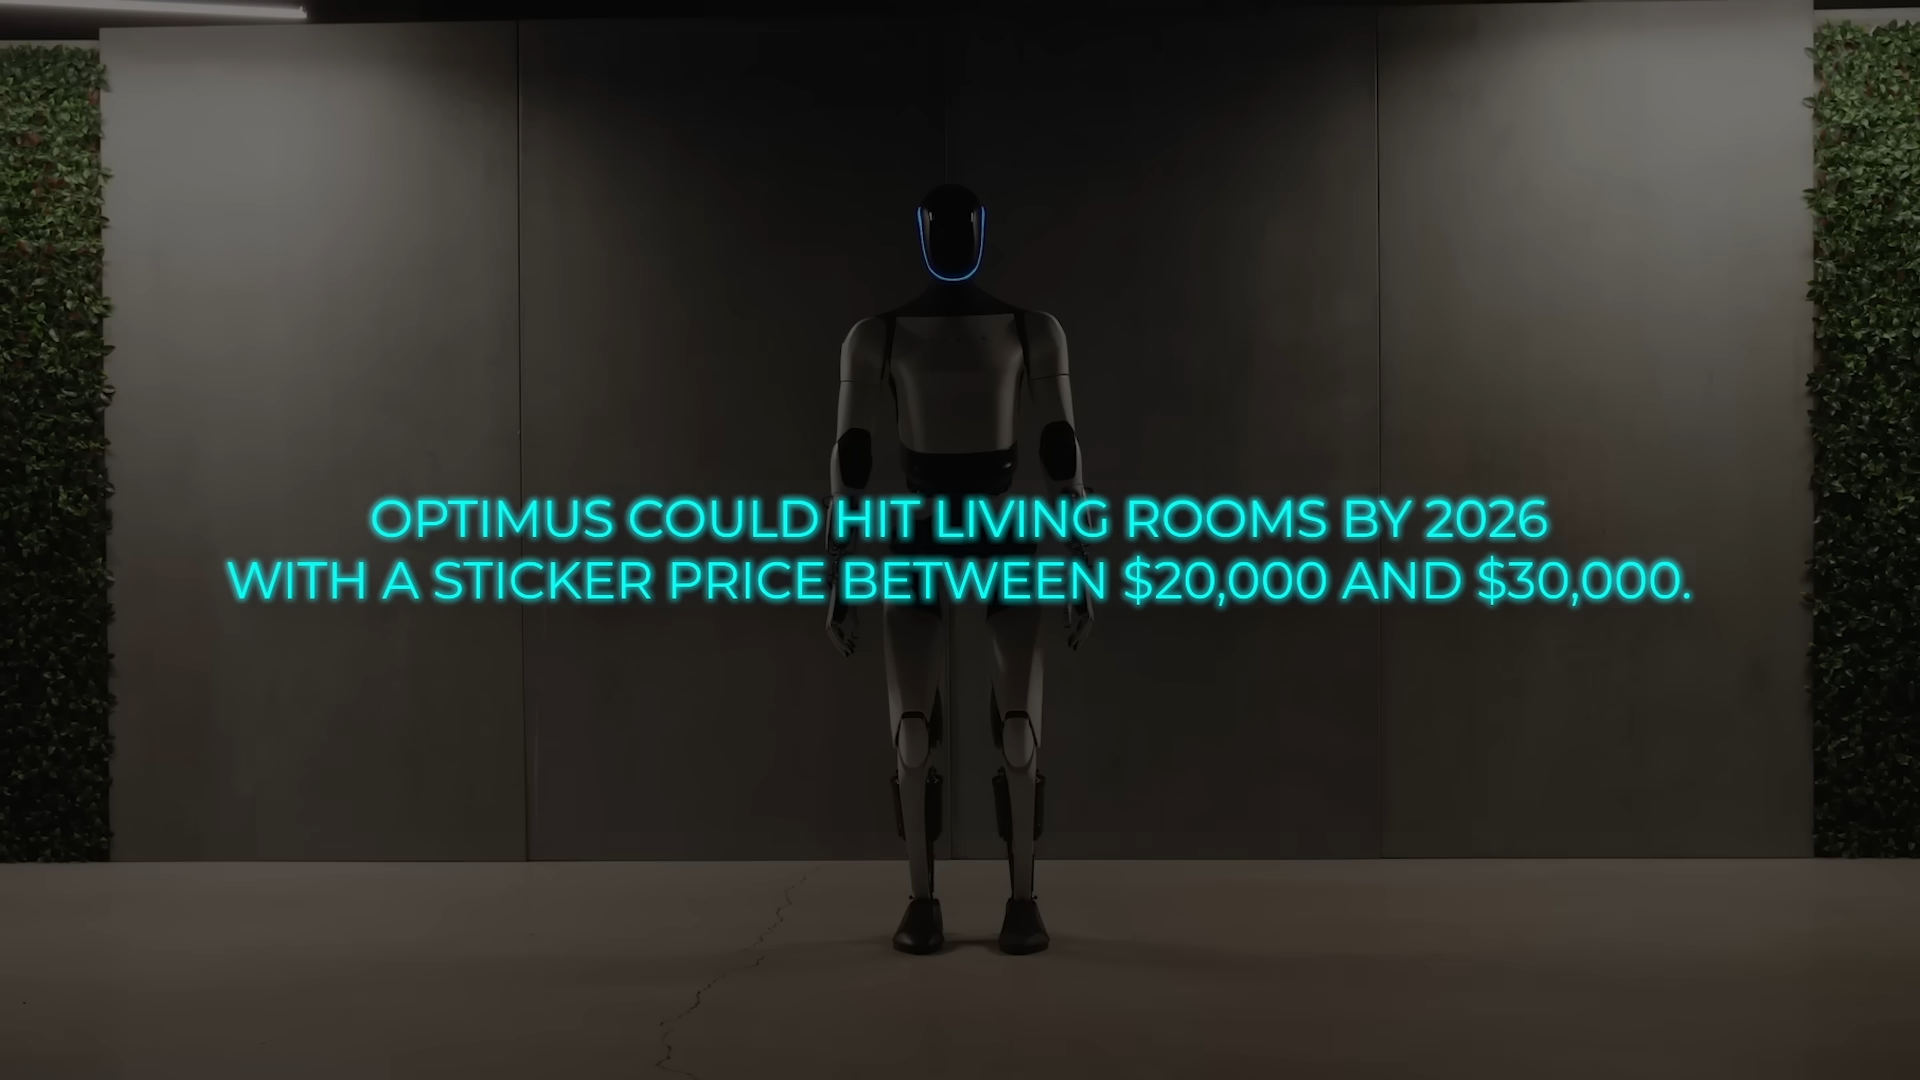 OPTIMUS COULD HIT LIVING ROOMS BY 2026
WITH A STICKER PRICE BETWEEN $20,000 AND $30,000.